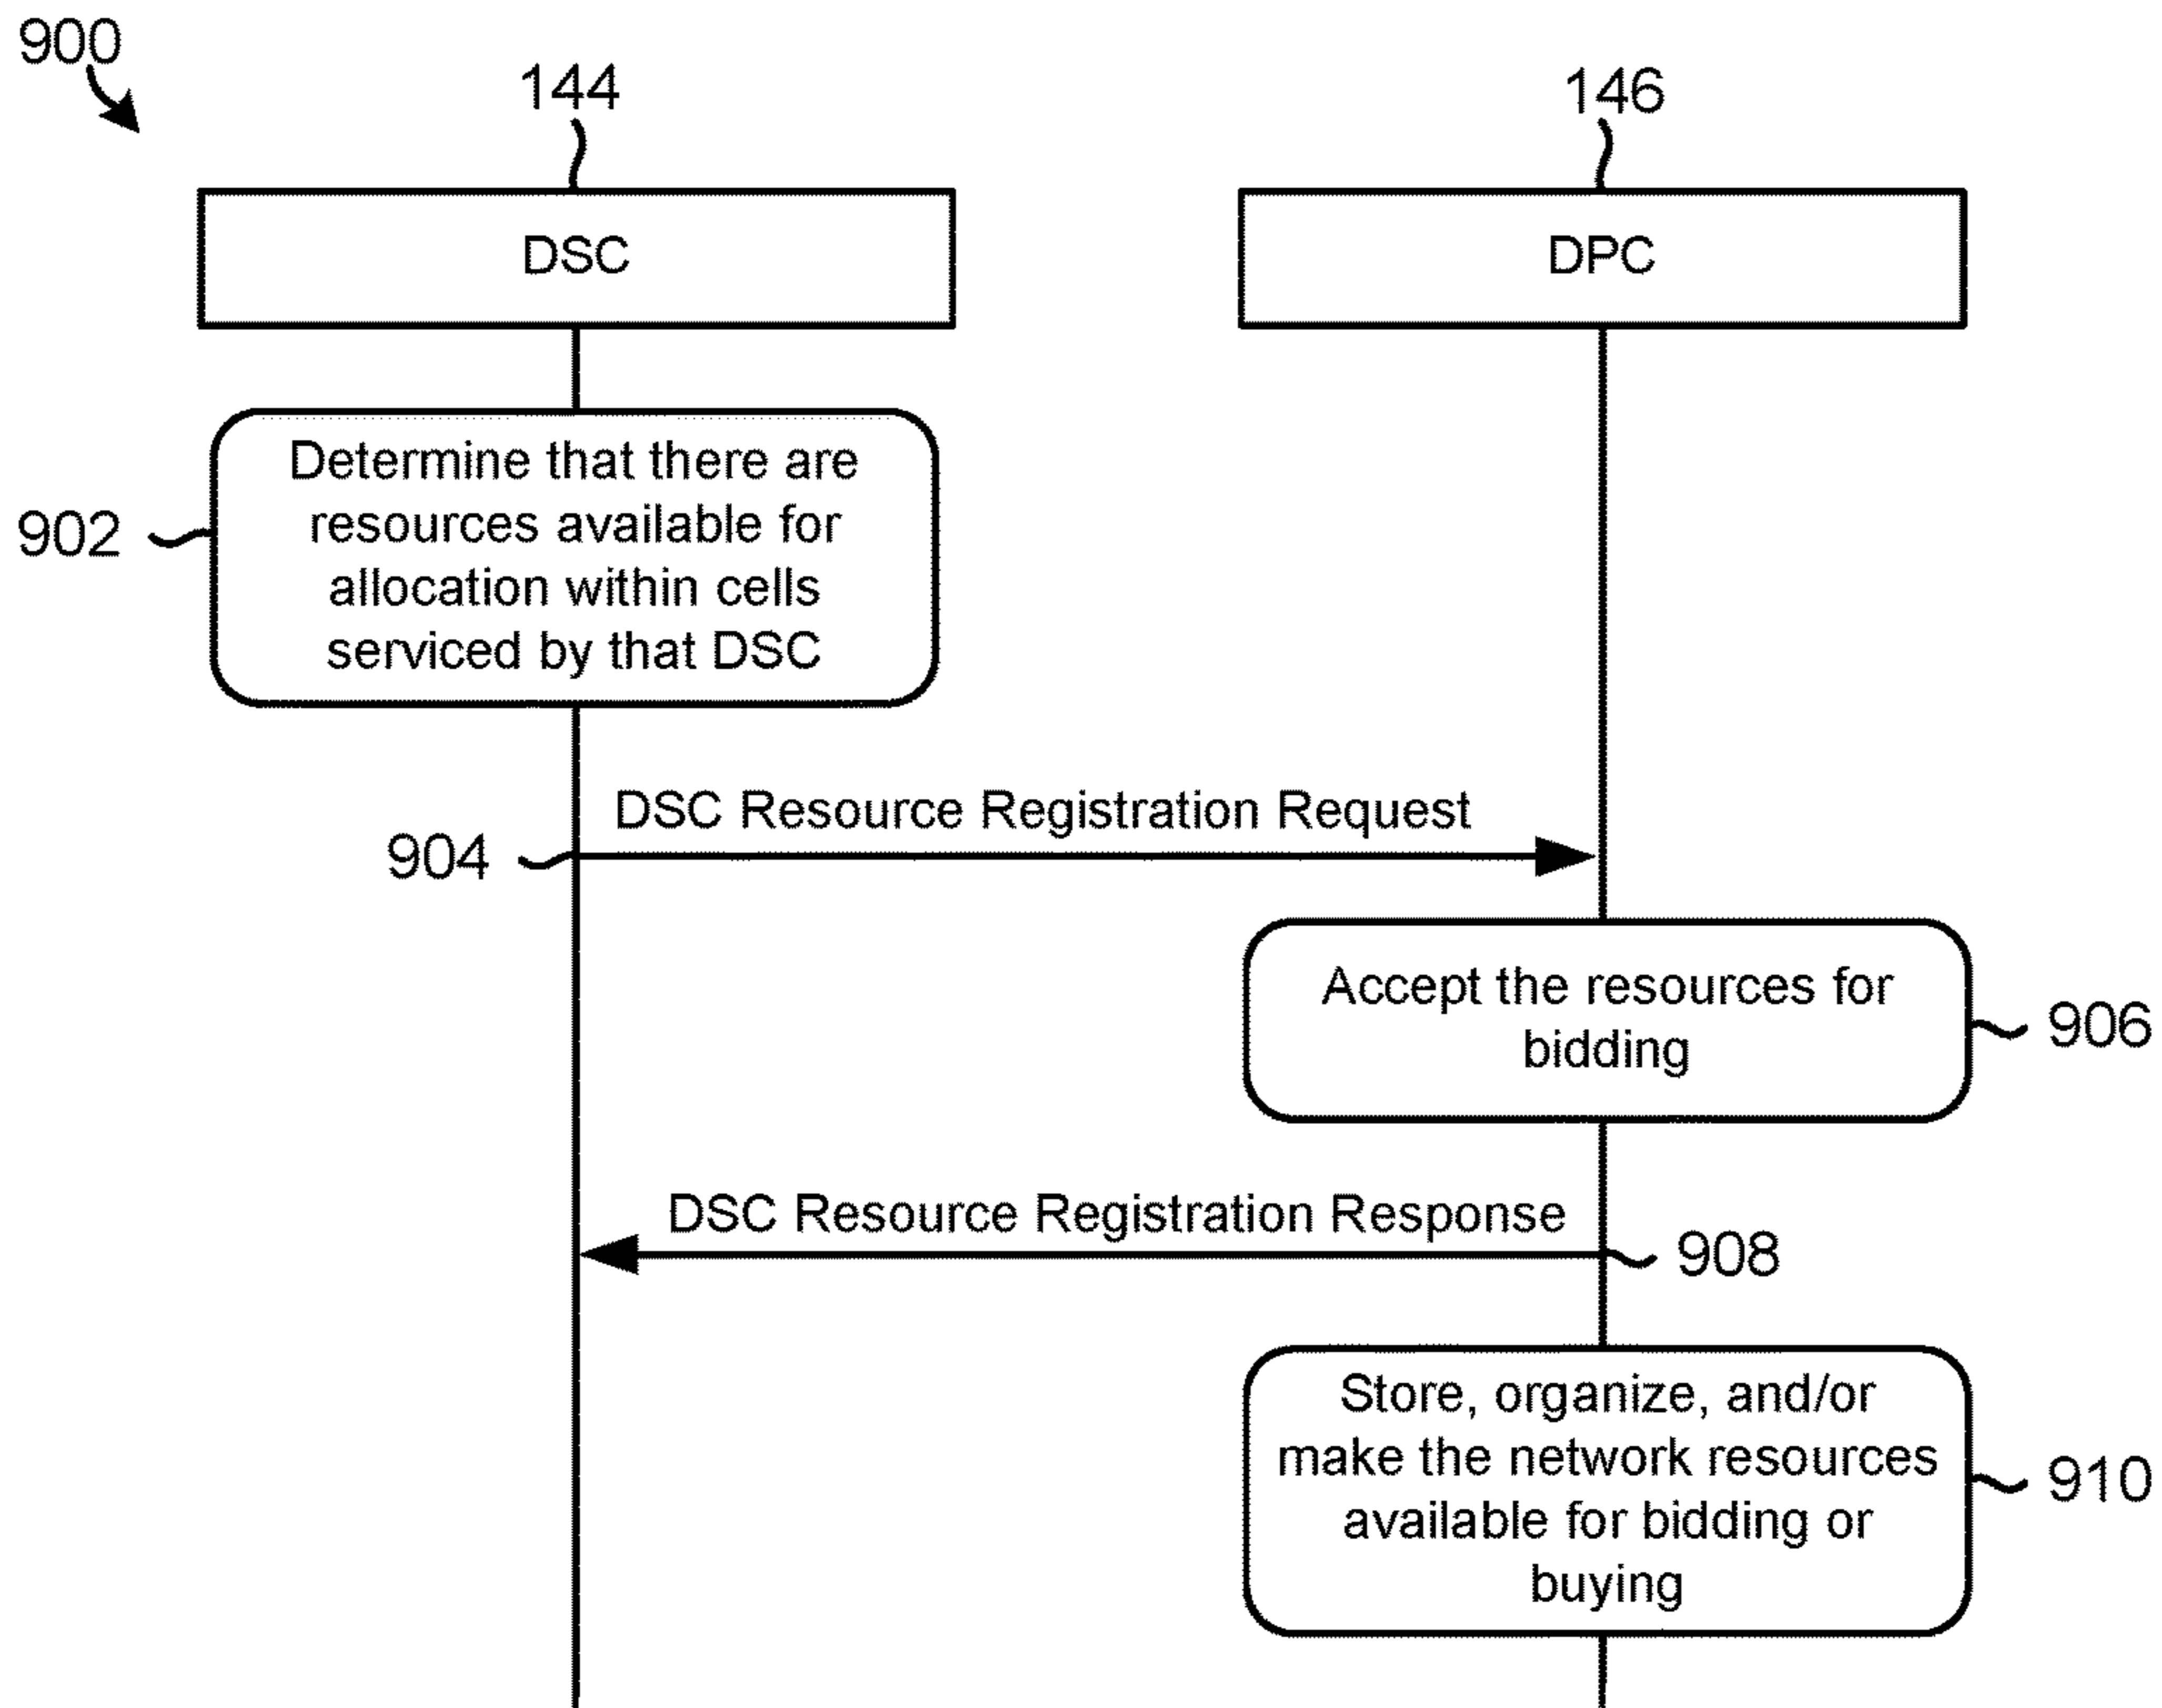 900
144
146
DSC
DPC
Determine that there are
resources available for
allocation within cells
serviced by that DSC
902
DSC Resource Registration Request
904
Accept the resources for
bidding
906
DSC Resource Registration Response
908
Store, organize, and/or
make the network resources
available for bidding or
buying
910